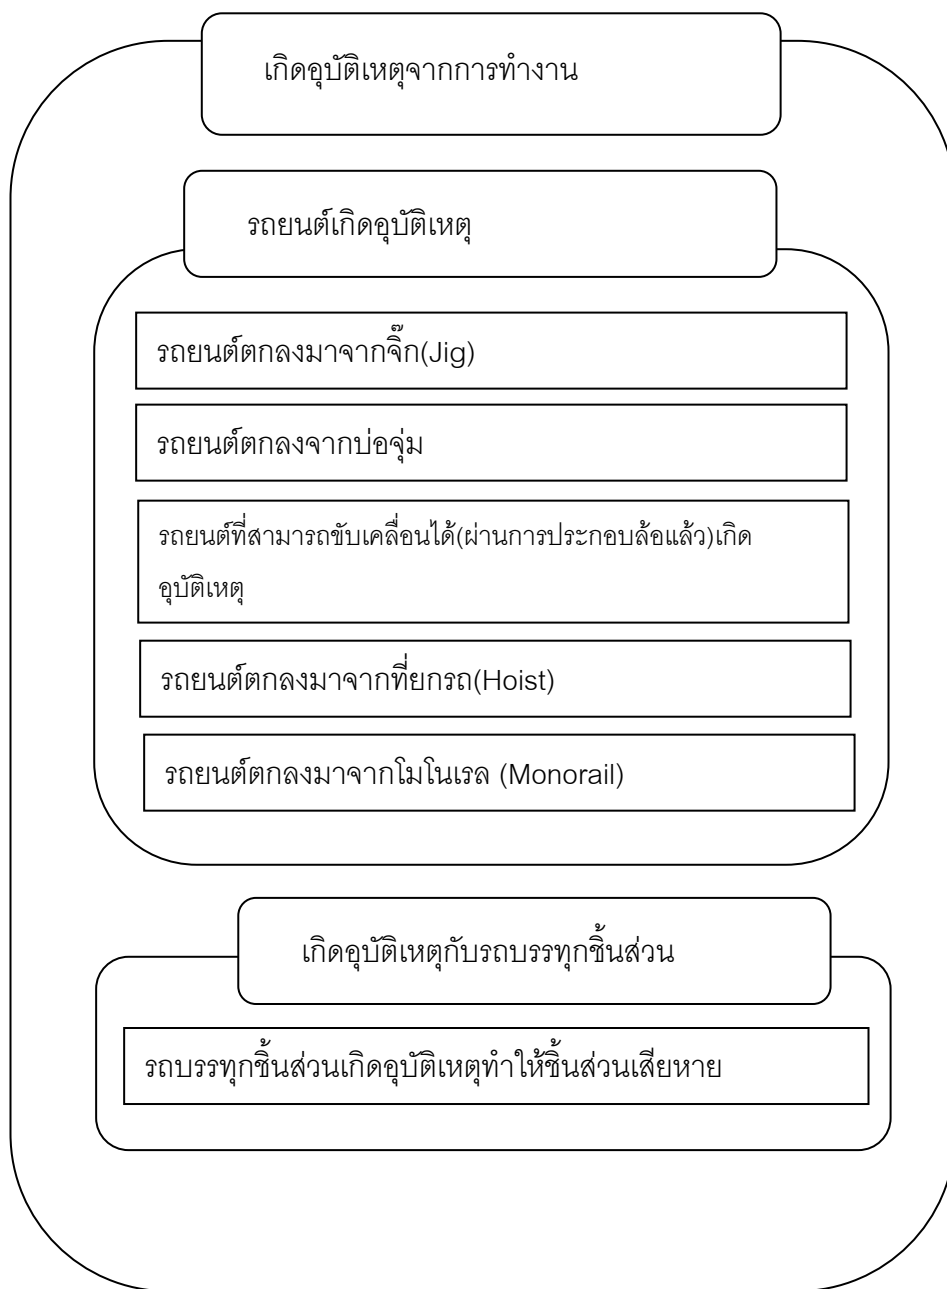 เกิดอุบัติเหตุจากการทำงาน
รถยนต์เกิดอุบัติเหตุ
รถยนต์ตกลงมาจากจิ๊ก(Jig)
รถยนต์ตกลงจากบ่อจุ่ม
รถยนต์ที่สามารถขับเคลื่อนได้(ผ่านการประกอบล้อแล้ว)เกิด
อุบัติเหตุ
รถยนต์ตกลงมาจากที่ยกรถ(Hoist)
รถยนต์ตกลงมาจากโมโนเรล (Monorail)
เกิดอุบัติเหตุกับรถบรรทุกชิ้นส่วน
รถบรรทุกชิ้นส่วนเกิดอุบัติเหตุทำให้ชิ้นส่วนเสียหาย